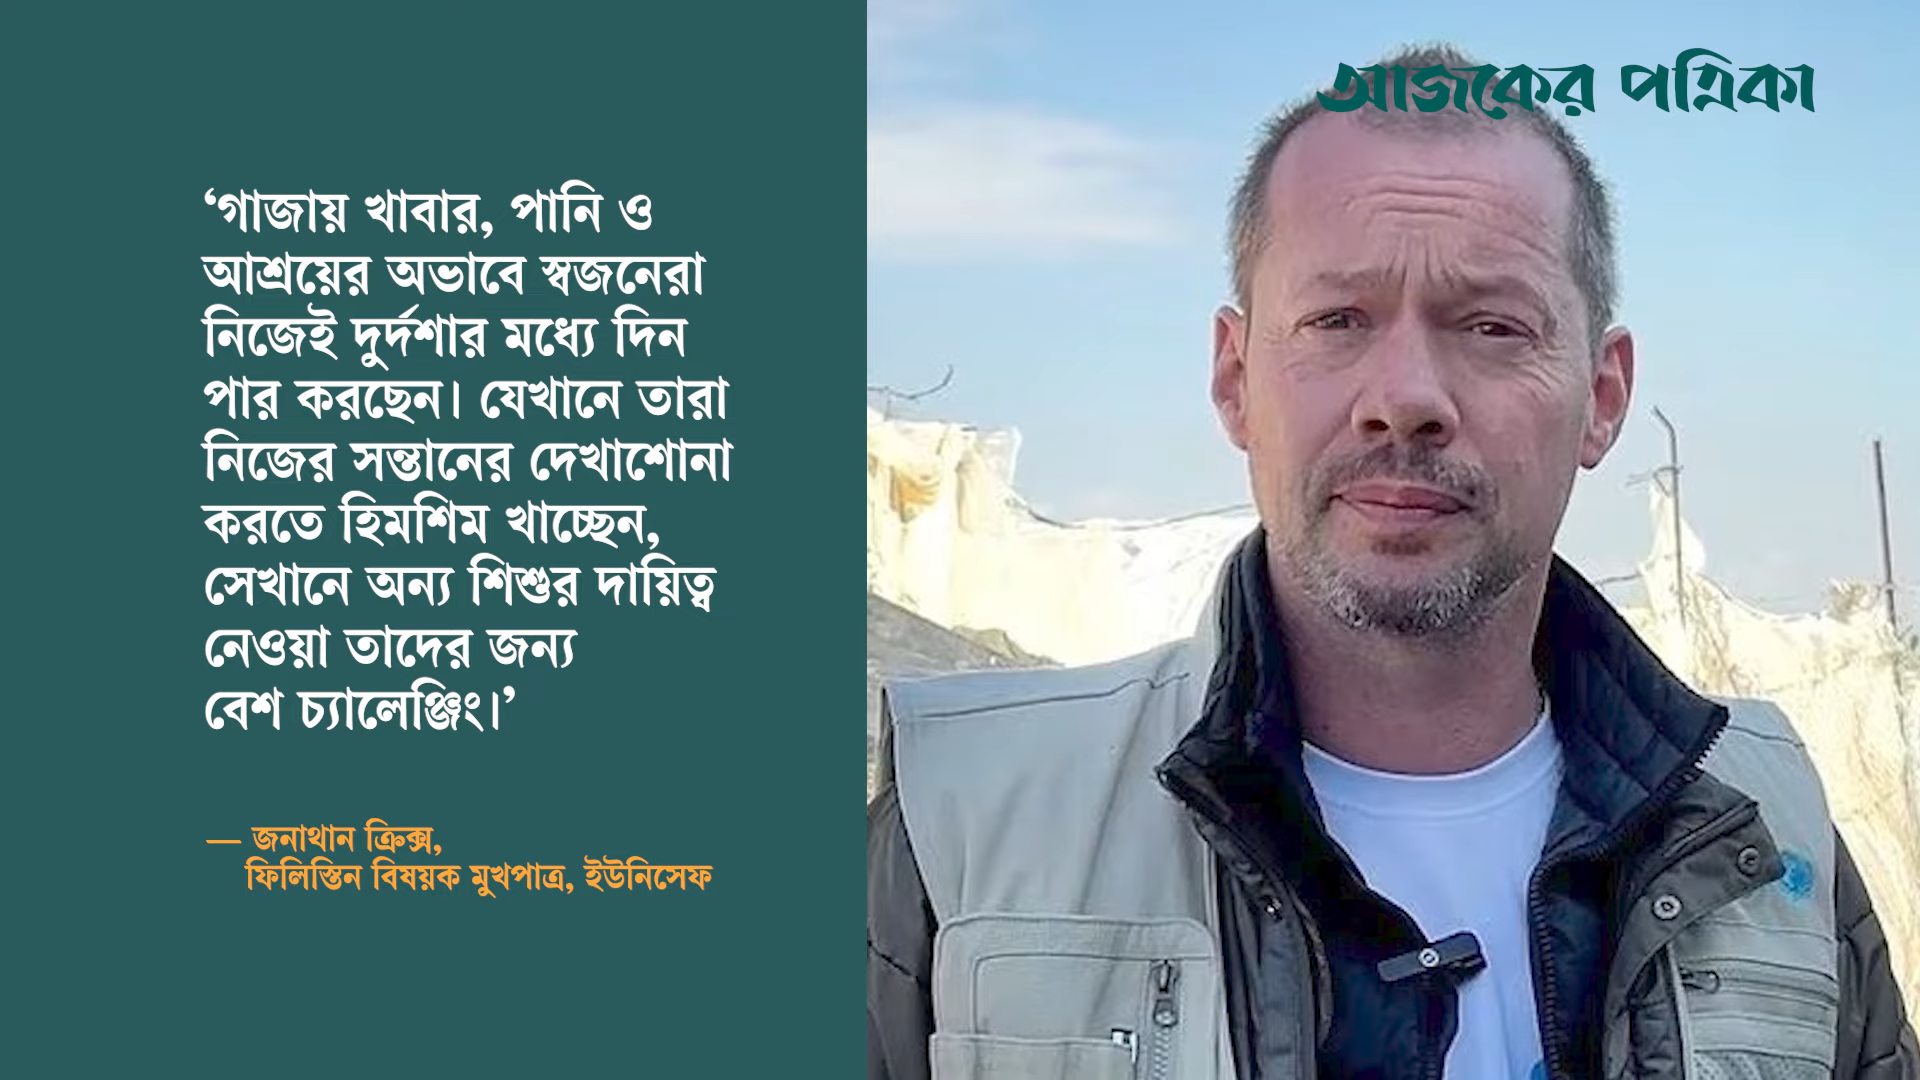 আজকের পত্রিকা
‘গাজায় খাবার, পানি ও
আশ্রয়ের অভাবে স্বজনেরা
নিজেই দুর্দশার মধ্যে দিন
পার করছেন। যেখানে তারা
নিজের সন্তানের দেখাশোনা
করতে হিমশিম খাচ্ছেন,
সেখানে অন্য শিশুর দায়িত্ব
নেওয়া তাদের জন্য
বেশ চ্যালেঞ্জিং।’
— জনাথান ক্রিক্স,
ফিলিস্তিন বিষয়ক মুখপাত্র, ইউনিসেফ